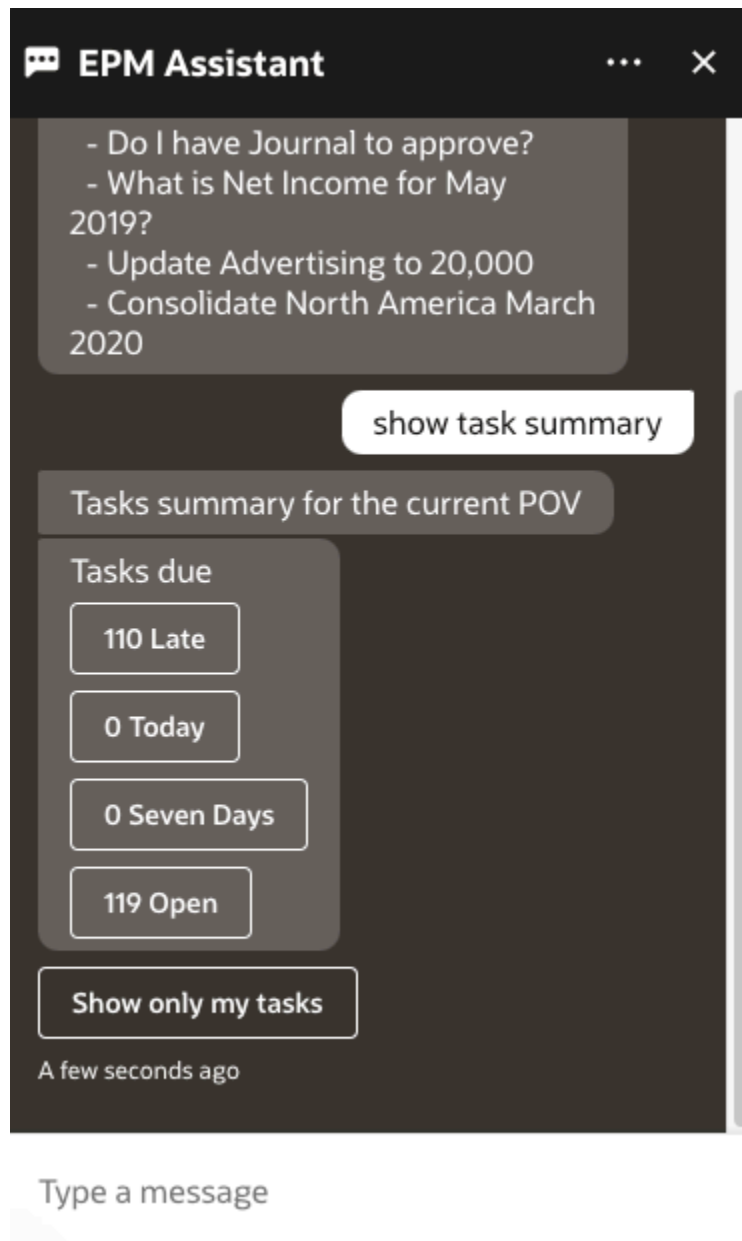 EPM Assistant
- Do I have Journal to approve?
- What is Net Income for May
2019?
- Update Advertising to 20,000
- Consolidate North America March
2020
show task summary
Tasks summary for the current POV
Tasks due
110 Late
0 Today
0 Seven Days
119 Open
Show only my tasks
A few seconds ago
Type a message